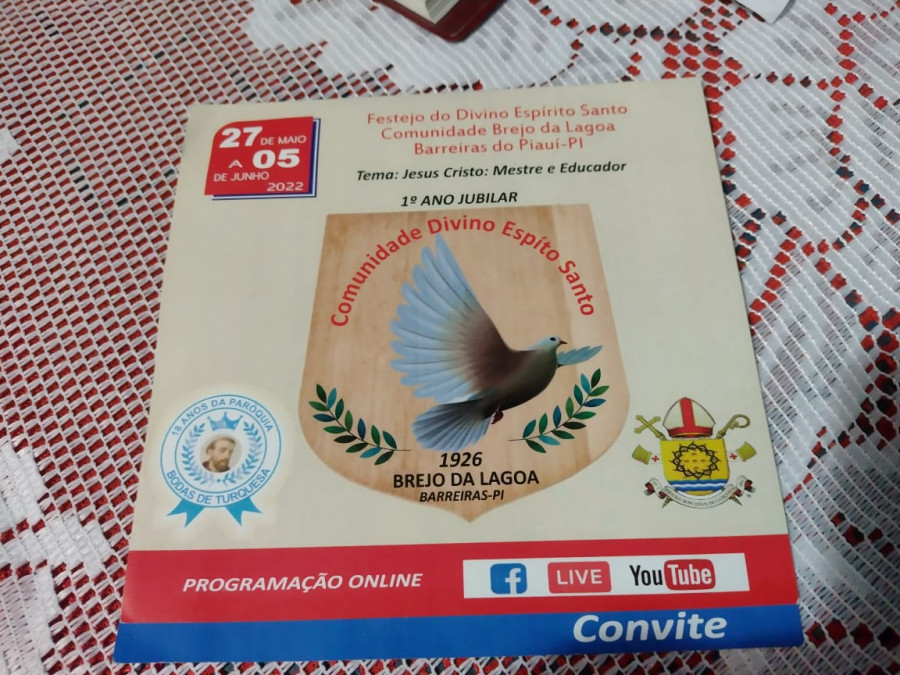 27 DE MAIO
A 05
DE JUNHO
2022
Festejo do Divino Espírito Santo
Comunidade Brejo da Lagoa
Barreiras do Piauí-PI
Tema: Jesus Cristo: Mestre e Educador
1º ANO JUBILAR
Comunidade Divino Espíto Santo
1926
BREJO DA LAGOA
BARREIRAS-PI
18 ANOS DA PARÓQUIA
BODAS DE TURQUESA
PROGRAMAÇÃO ONLINE
f LIVE YouTube
Convite